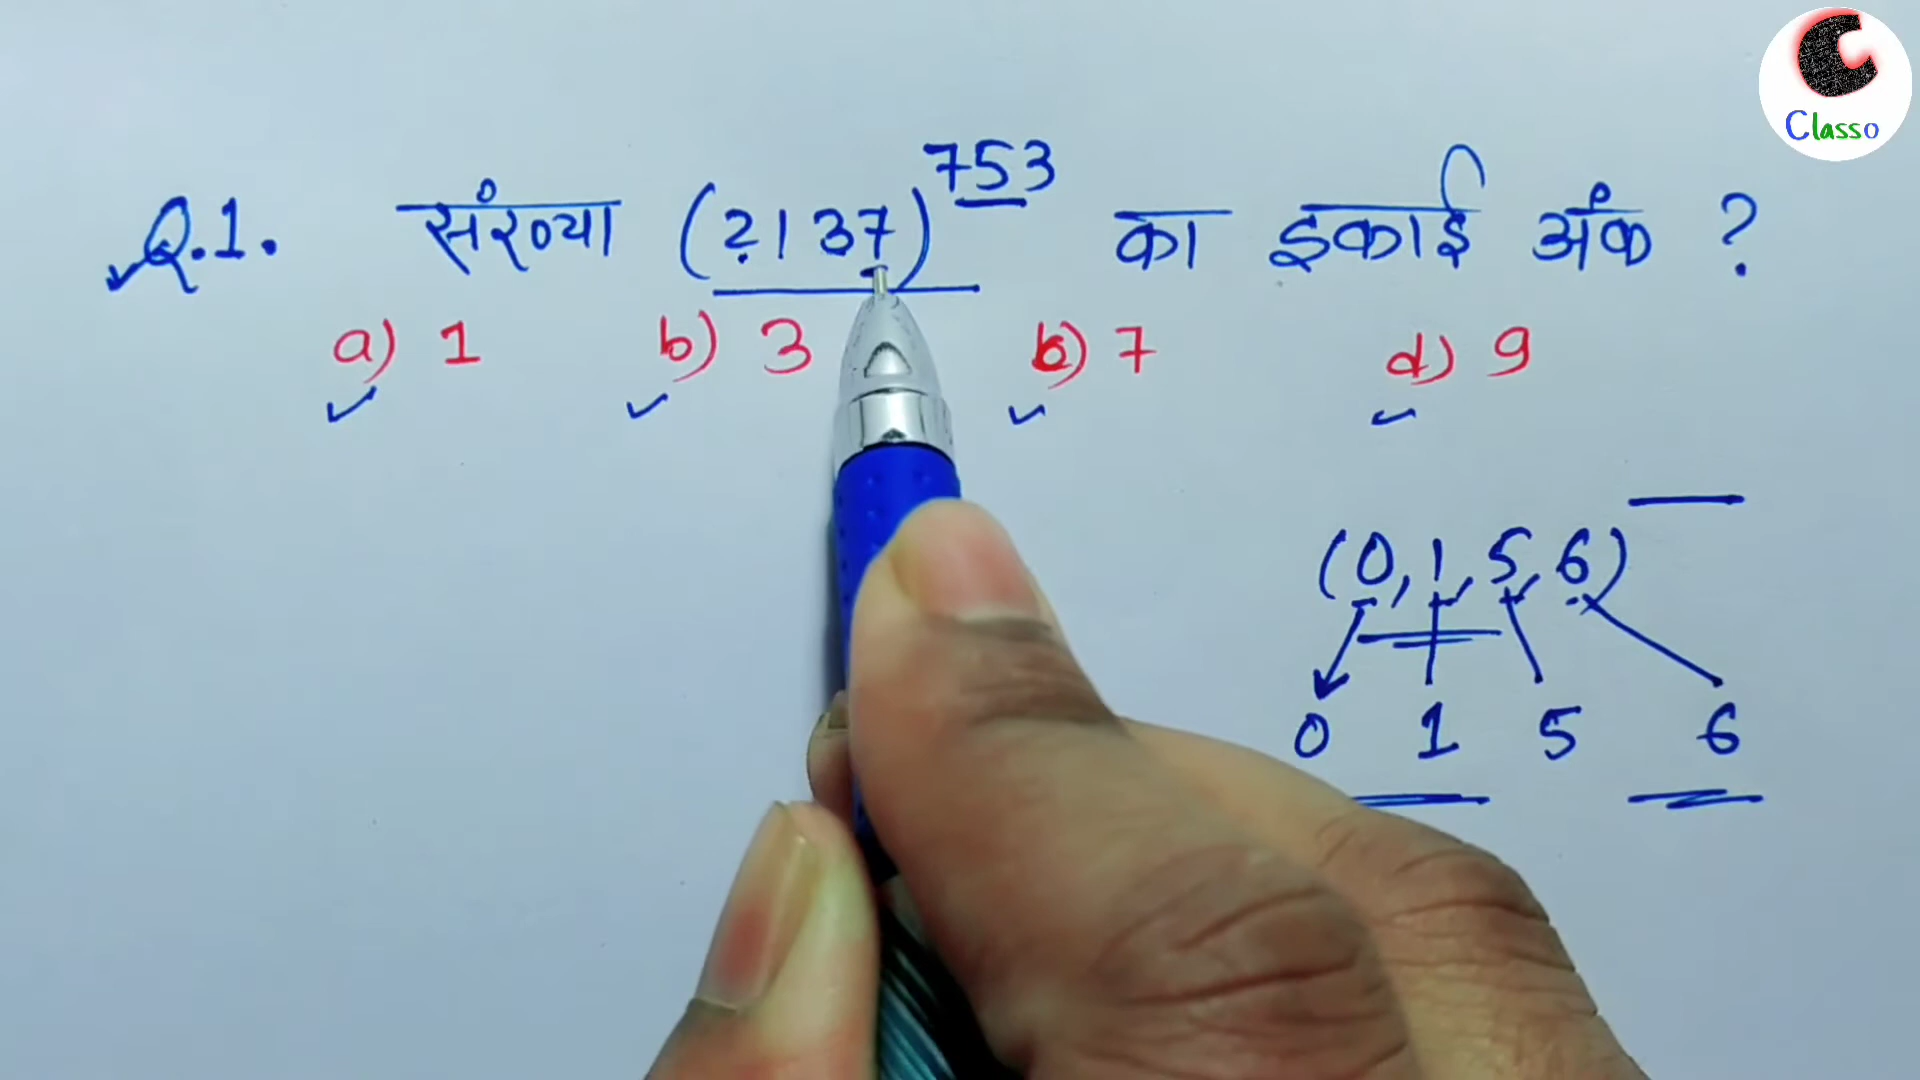 C
Classo
Q.1. संख्या (2137)^753 का इकाई अंक ?
a) 1 b) 3 c) 7 d) 9
(0, 1, 5, 6)
0 1 5 6